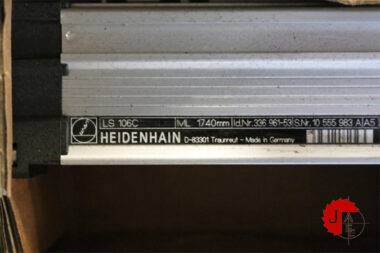 LS 106C ML 1740mm Id.Nr. 336 961-53 S.Nr. 10 555 983 A A5
HEIDENHAIN D-83301 Traunreut - Made in Germany